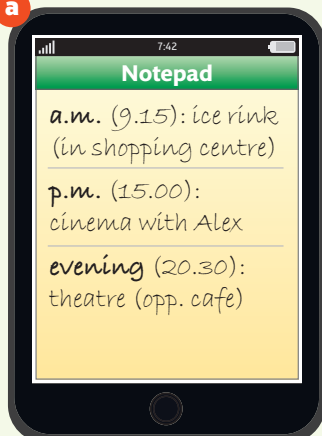 a
7:42
Notepad
a.m. (9.15): ice rink
(in shopping centre)
p.m. (15.00):
cinema with Alex
evening (20.30):
theatre (opp. cafe)